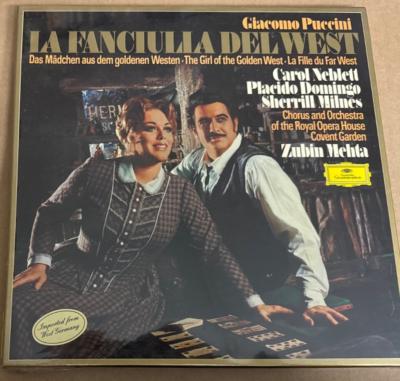 Giacomo Puccini
LA FANCIULLA DEL WEST
Das Mädchen aus dem goldenen Westen · The Girl of the Golden West · La Fille du Far West
Carol Neblett
Placido Domingo
Sherrill Milnes
Chorus and Orchestra
of the Royal Opera House
Covent Garden
Zubin Mehta
Deutsche
Grammophon
Imported from
West Germany